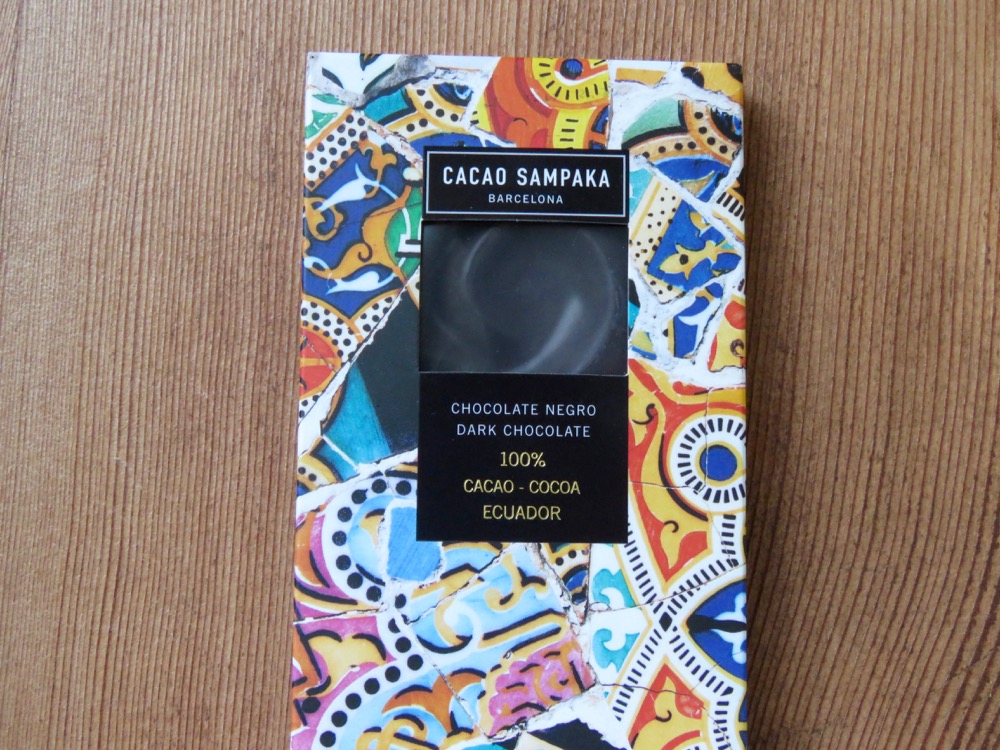 CACAO SAMPAKA
BARCELONA
CHOCOLATE NEGRO
DARK CHOCOLATE
100%
CACAO - COCOA
ECUADOR